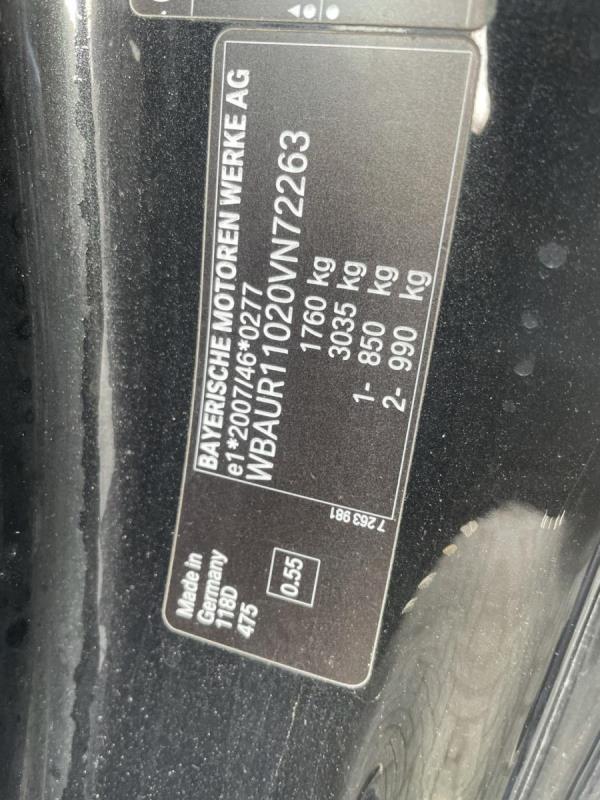 BAYERISCHE MOTOREN WERKE AG
e1*2007/46*0277
WBAUR11020VN72263
1760 kg
3035 kg
1- 850 kg
2- 990 kg
7 263 981
Made in
Germany
118D
475
0.55